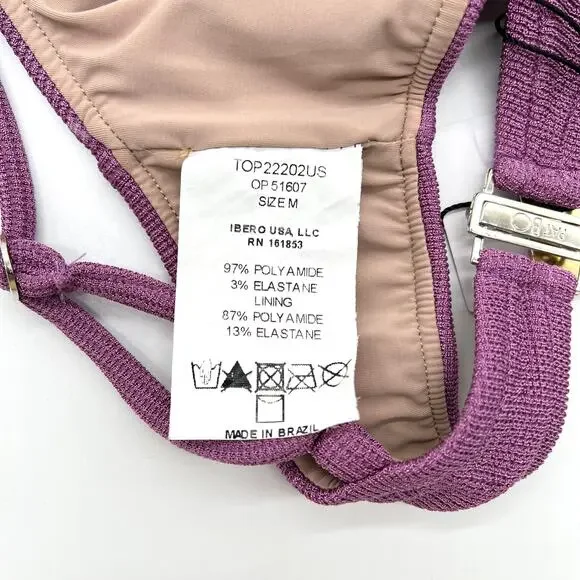 TOP22202US
OP 51607
SIZE M
IBERO USA, LLC
RN 161853
97% POLYAMIDE
3% ELASTANE
LINING
87% POLYAMIDE
13% ELASTANE
MADE IN BRAZIL